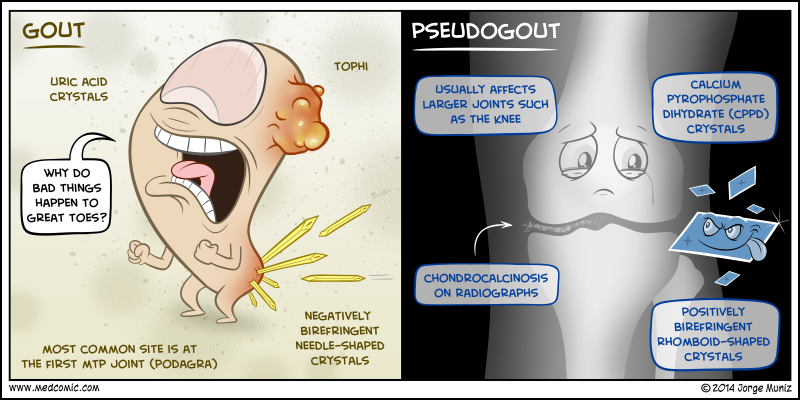 GOUT
URIC ACID
CRYSTALS
TOPHI
WHY DO
BAD THINGS
HAPPEN TO
GREAT TOES?
NEGATIVELY
BIREFRINGENT
NEEDLE-SHAPED
CRYSTALS
MOST COMMON SITE IS AT
THE FIRST MTP JOINT (PODAGRA)
PSEUDOGOUT
USUALLY AFFECTS
LARGER JOINTS SUCH
AS THE KNEE
CALCIUM
PYROPHOSPHATE
DIHYDRATE (CPPD)
CRYSTALS
CHONDROCALCINOSIS
ON RADIOGRAPHS
POSITIVELY
BIREFRINGENT
RHOMBOID-SHAPED
CRYSTALS
www.medcomic.com
© 2014 Jorge Muniz